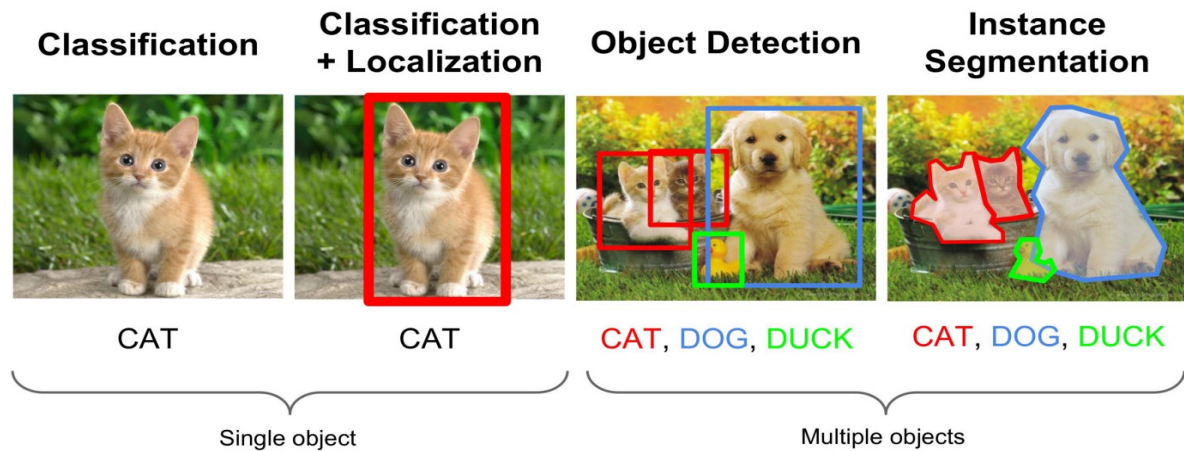 Classification
Classification
+ Localization
Object Detection
Instance
Segmentation
CAT
CAT
CAT, DOG, DUCK
CAT, DOG, DUCK
Single object
Multiple objects